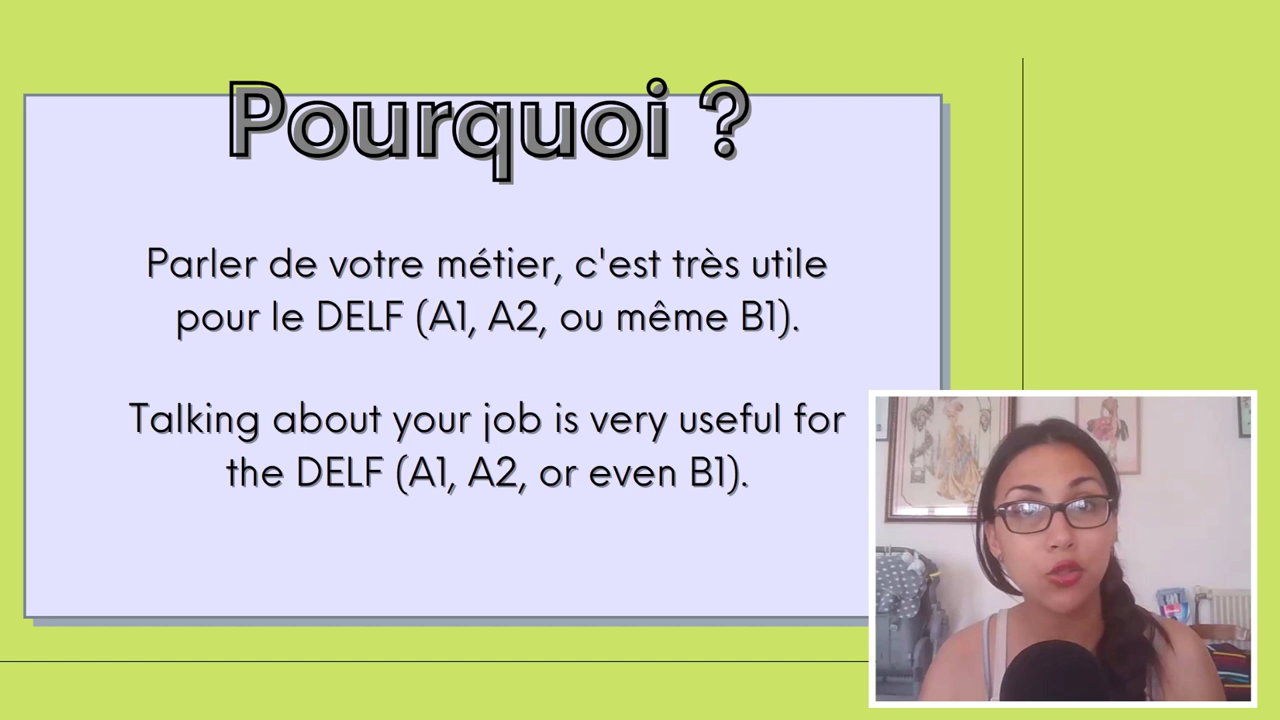 Pourquoi ?
Parler de votre métier, c'est très utile
pour le DELF (A1, A2, ou même B1).
Talking about your job is very useful for
the DELF (A1, A2, or even B1).